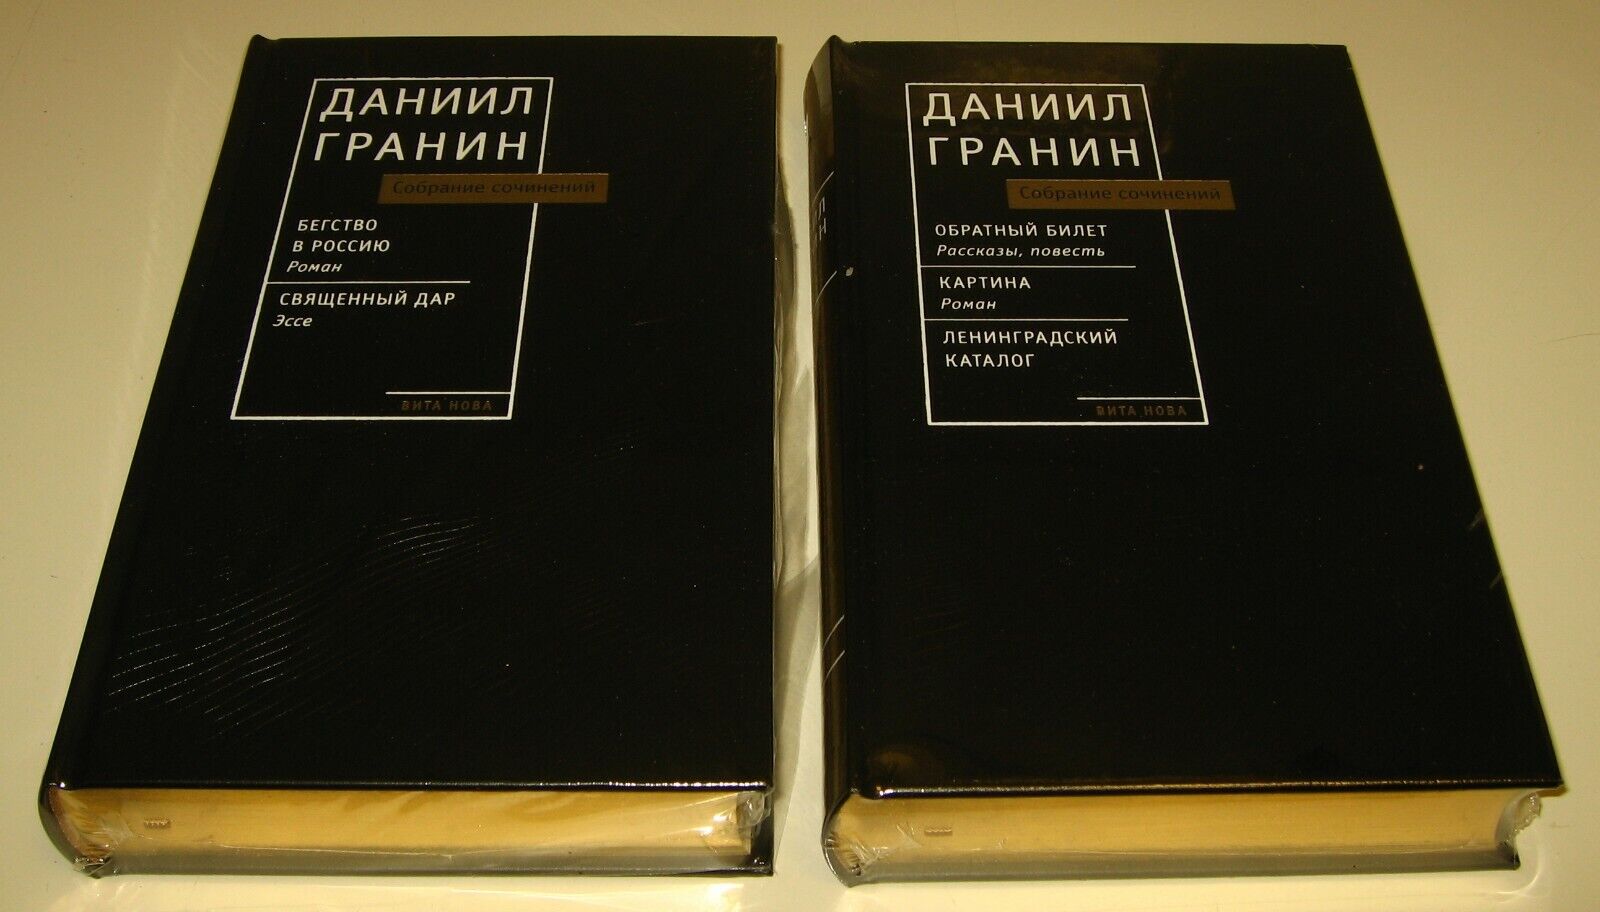 ДАНИИЛ
ГРАНИН
Собрание сочинений
БЕГСТВО
В РОССИЮ
Роман
СВЯЩЕННЫЙ ДАР
Эссе
ВИТА НОВА
ДАНИИЛ
ГРАНИН
Собрание сочинений
ОБРАТНЫЙ БИЛЕТ
Рассказы, повесть
КАРТИНА
Роман
ЛЕНИНГРАДСКИЙ
КАТАЛОГ
ВИТА НОВА
Л
Н